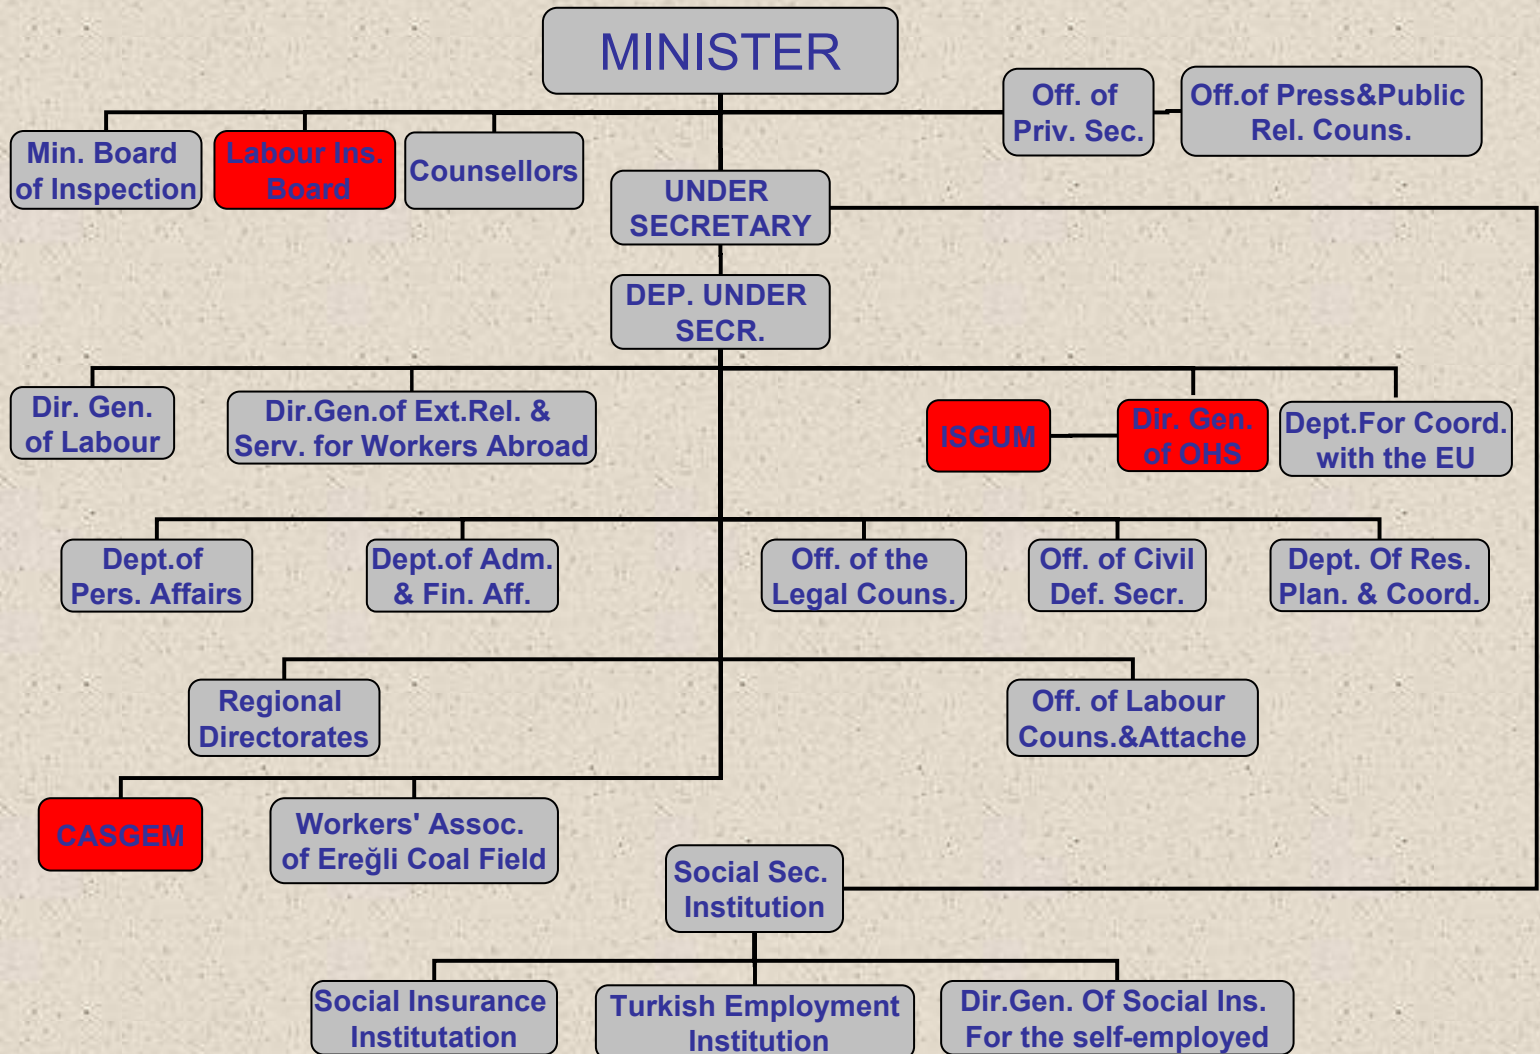 MINISTER
Off. of
Priv. Sec.
Off.of Press&Public
Rel. Couns.
Min. Board
of Inspection
Labour Ins.
Board
Counsellors
UNDER
SECRETARY
DEP. UNDER
SECR.
Dir. Gen.
of Labour
Dir.Gen.of Ext.Rel. &
Serv. for Workers Abroad
ISGUM
Dir. Gen.
of OHS
Dept.For Coord.
with the EU
Dept.of
Pers. Affairs
Dept.of Adm.
& Fin. Aff.
Off. of the
Legal Couns.
Off. of Civil
Def. Secr.
Dept. Of Res.
Plan. & Coord.
Regional
Directorates
Off. of Labour
Couns.&Attache
CASGEM
Workers' Assoc.
of Ereğli Coal Field
Social Sec.
Institution
Social Insurance
Institutation
Turkish Employment
Institution
Dir.Gen. Of Social Ins.
For the self-employed